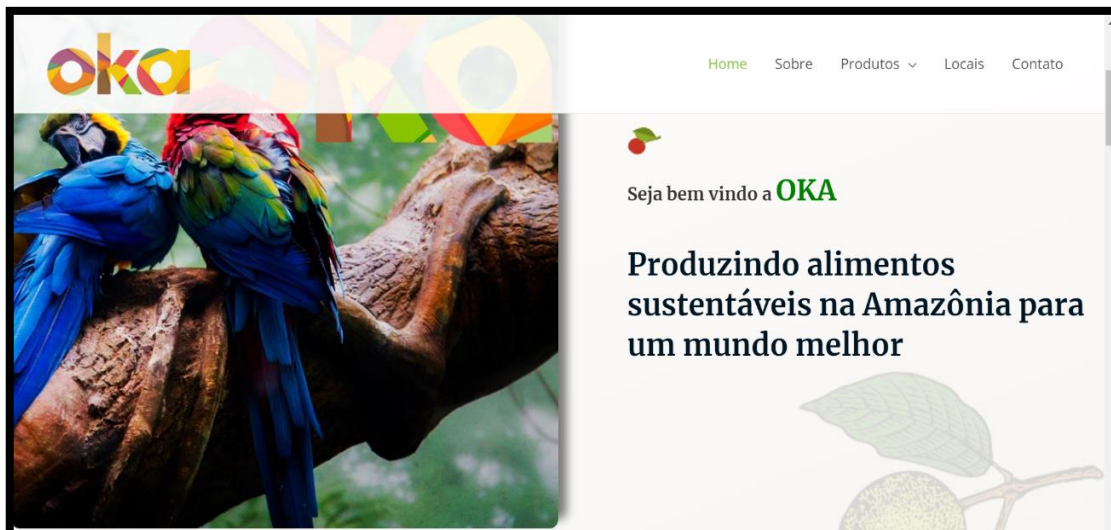 oka
Home Sobre Produtos Locais Contato
oka
Seja bem vindo a OKA
Produzindo alimentos
sustentáveis na Amazônia para
um mundo melhor